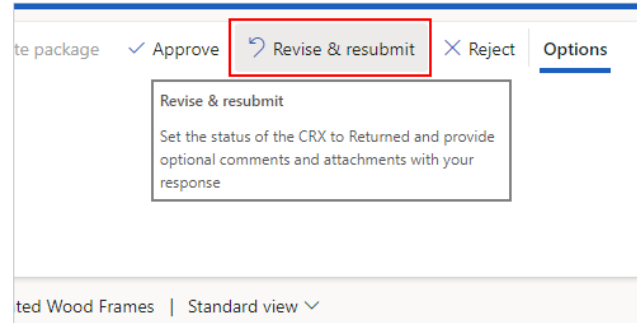 te package Approve Revise & resubmit Reject Options
Revise & resubmit
Set the status of the CRX to Returned and provide
optional comments and attachments with your
response
ted Wood Frames | Standard view